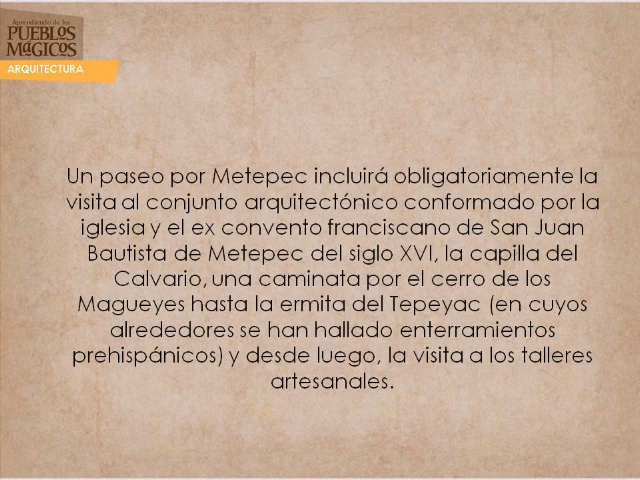 Aprendiendo de los
PUEBLOS
MáGICOS
ARQUITECTURA
Un paseo por Metepec incluirá obligatoriamente la
visita al conjunto arquitectónico conformado por la
iglesia y el ex convento franciscano de San Juan
Bautista de Metepec del siglo XVI, la capilla del
Calvario, una caminata por el cerro de los
Magueyes hasta la ermita del Tepeyac (en cuyos
alrededores se han hallado enterramientos
prehispánicos) y desde luego, la visita a los talleres
artesanales.